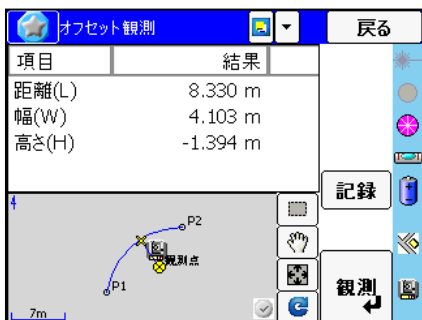 オフセット観測
戻る
項目 結果
距離(L) 8.330 m
幅(W) 4.103 m
高さ(H) -1.394 m
記録
4
P2
観測点
P1
7m
観測